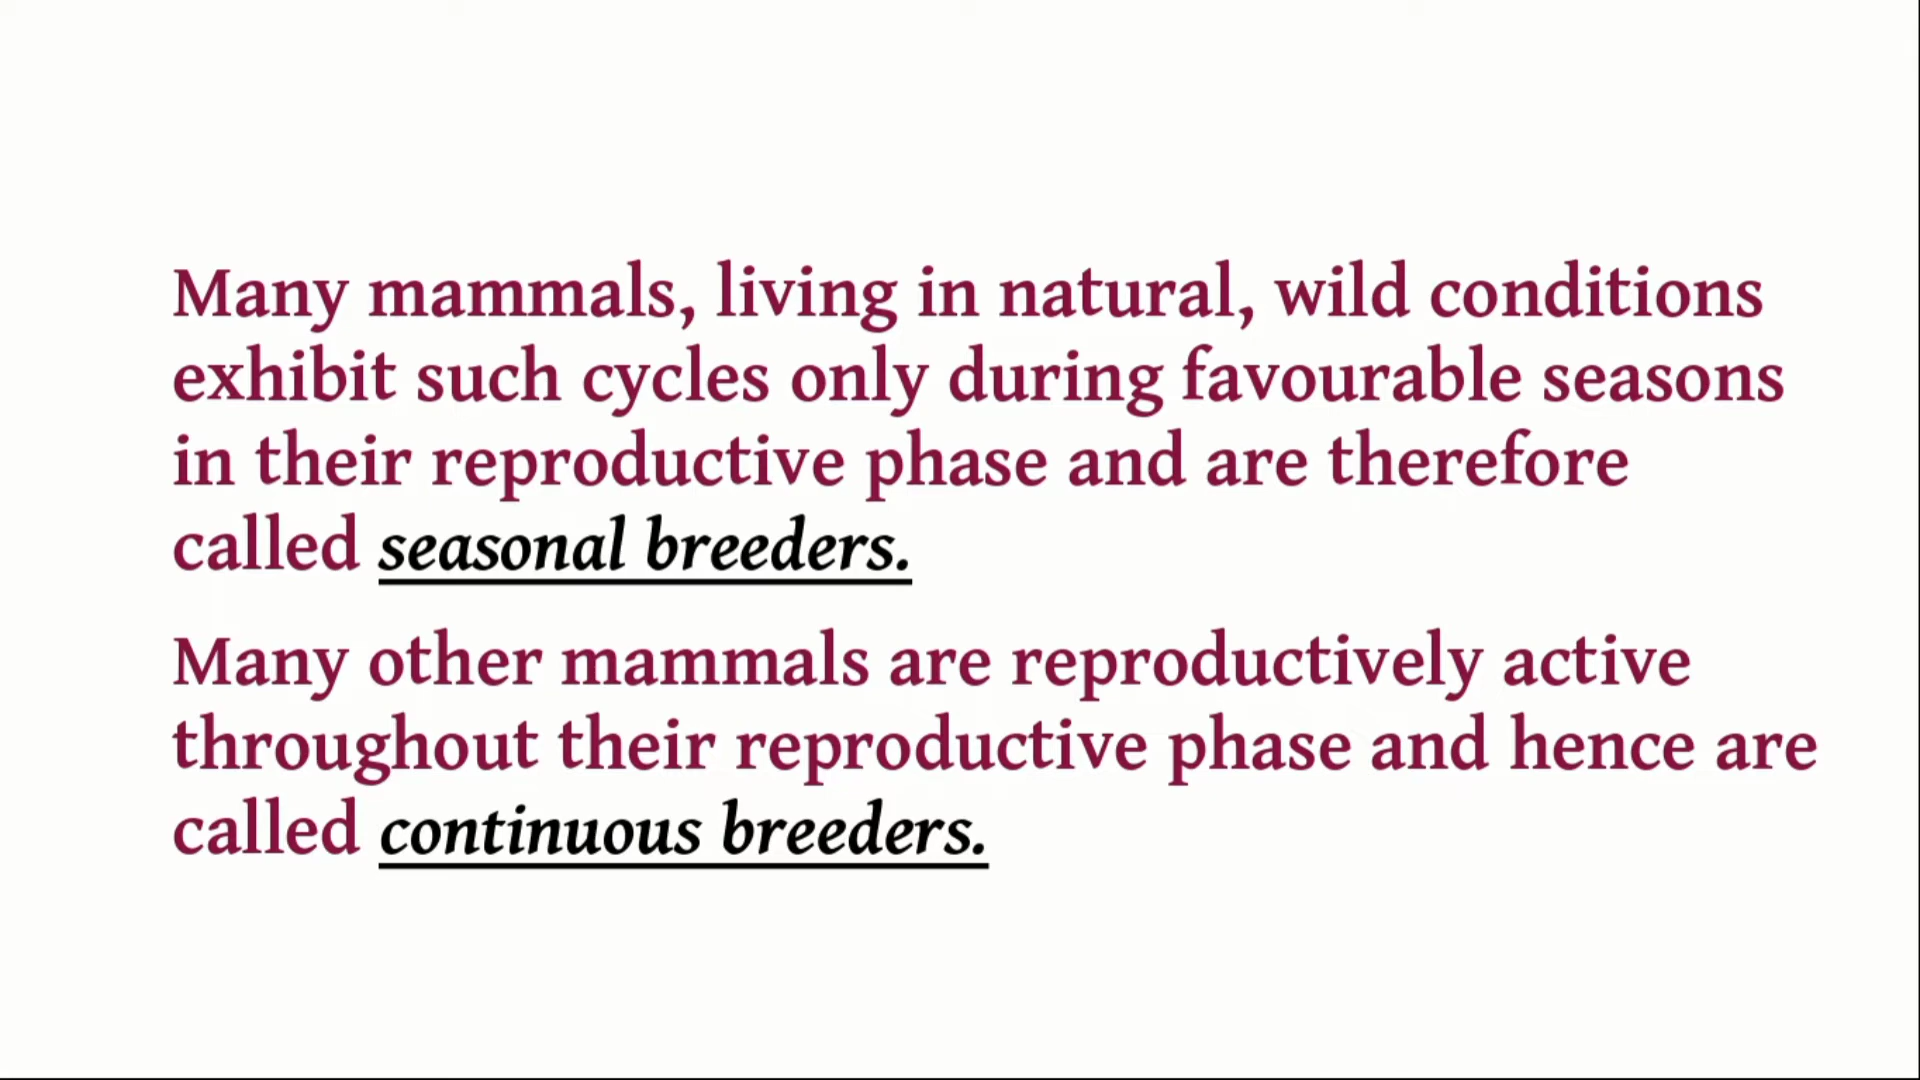 Many mammals, living in natural, wild conditions
exhibit such cycles only during favourable seasons
in their reproductive phase and are therefore
called seasonal breeders.
Many other mammals are reproductively active
throughout their reproductive phase and hence are
called continuous breeders.